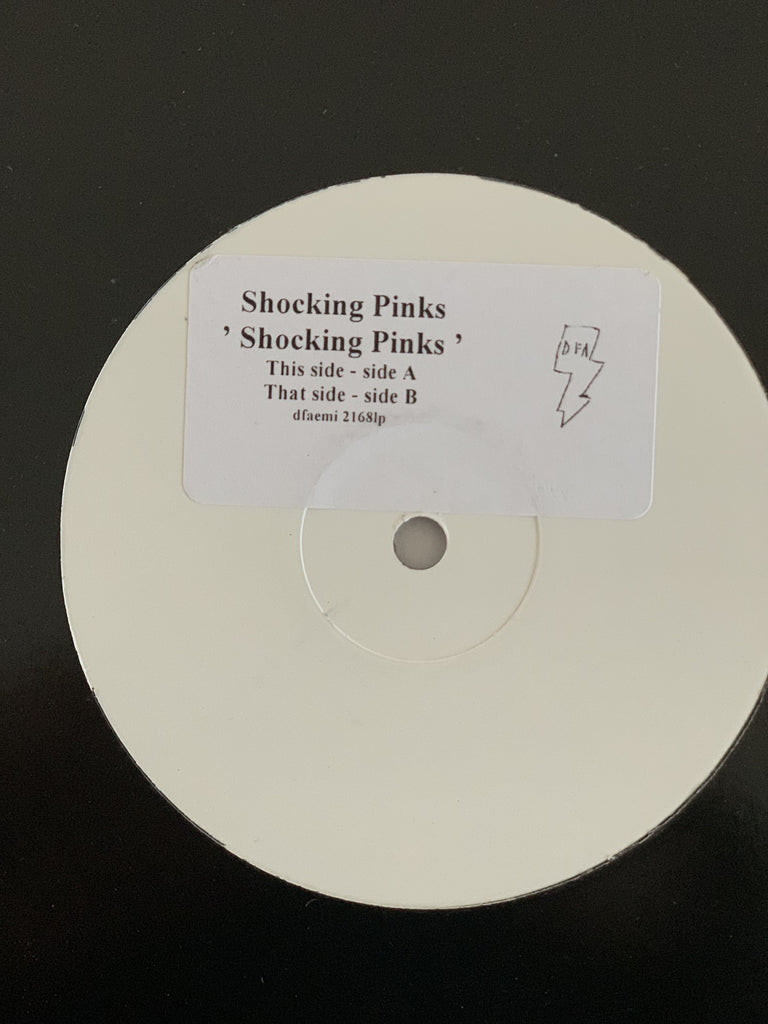 Shocking Pinks
’ Shocking Pinks ’
This side - side A
That side - side B
dfaemi 2168lp
DFA